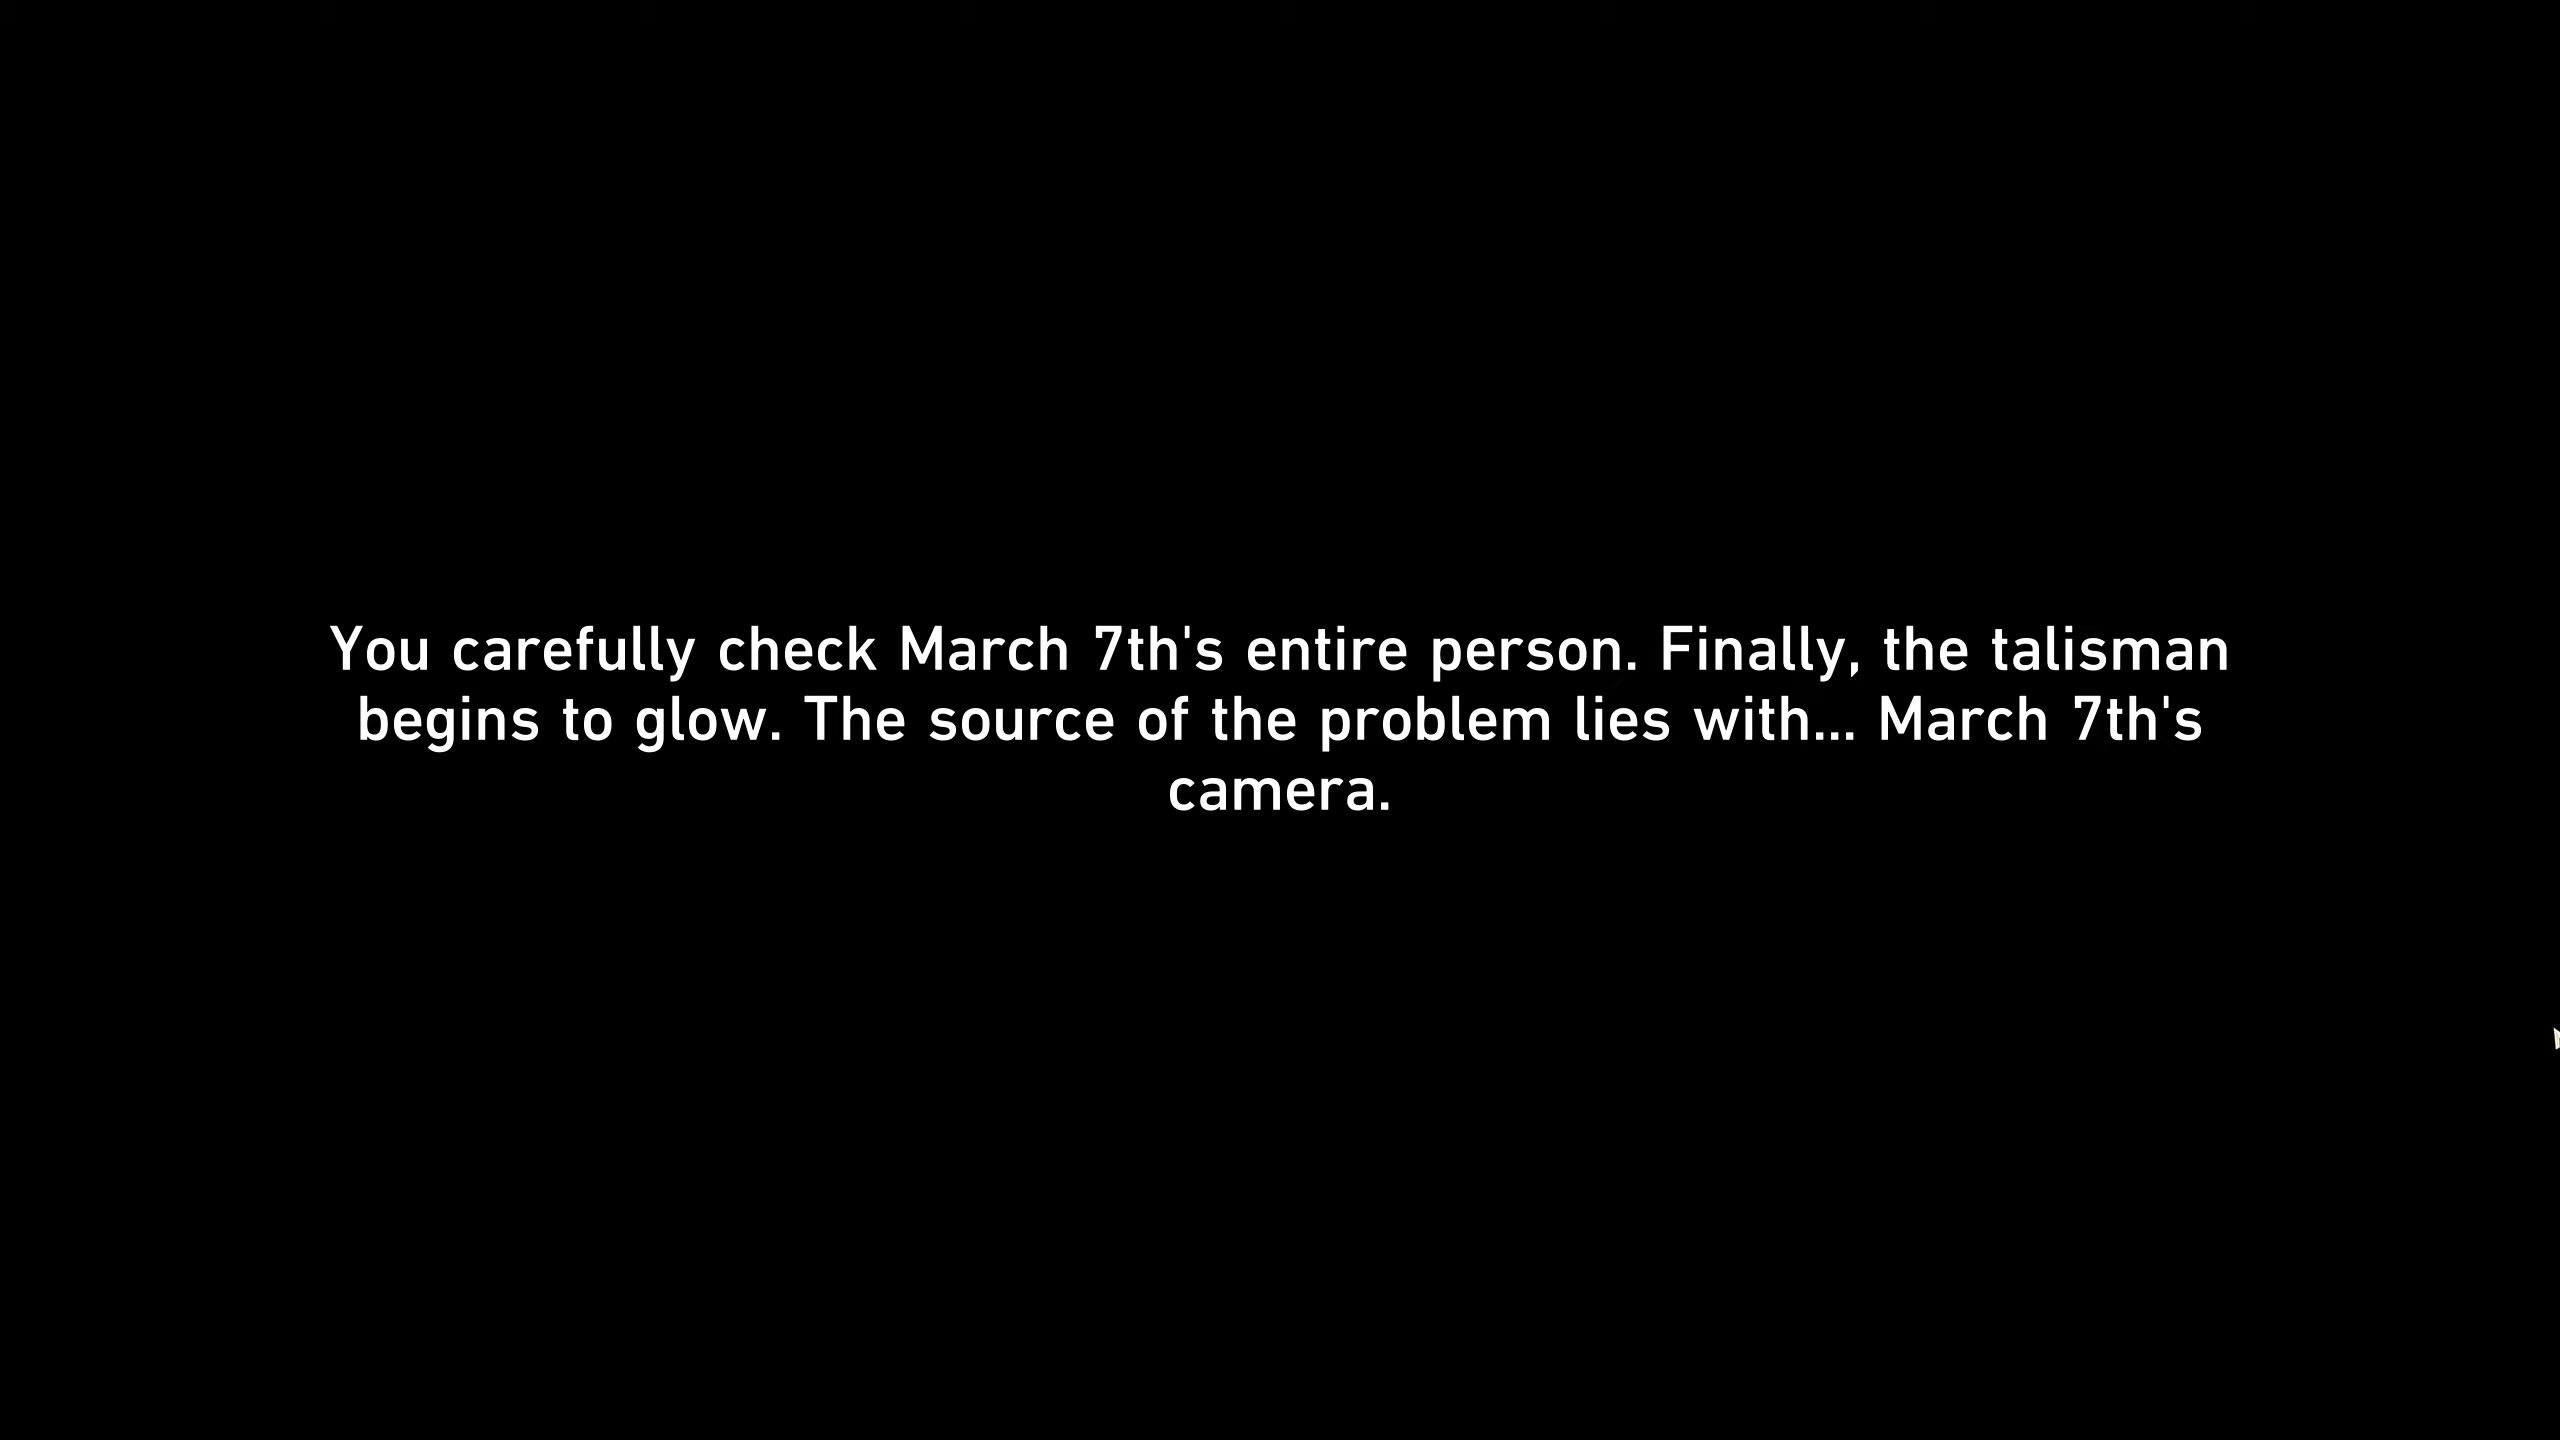 You carefully check March 7th's entire person. Finally, the talisman
begins to glow. The source of the problem lies with... March 7th's
camera.